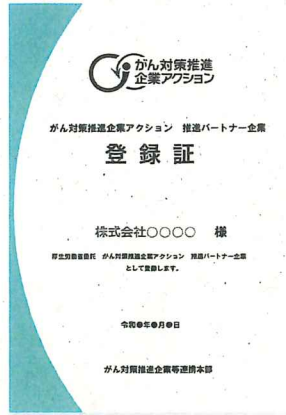 がん対策推進
企業アクション
がん対策推進企業アクション 推進パートナー企業
登録証
株式会社○○○○ 様
厚生労働省委託 がん対策推進企業アクション 推進パートナー企業
として登録します。
令和●年●月●日
がん対策推進企業等連携本部